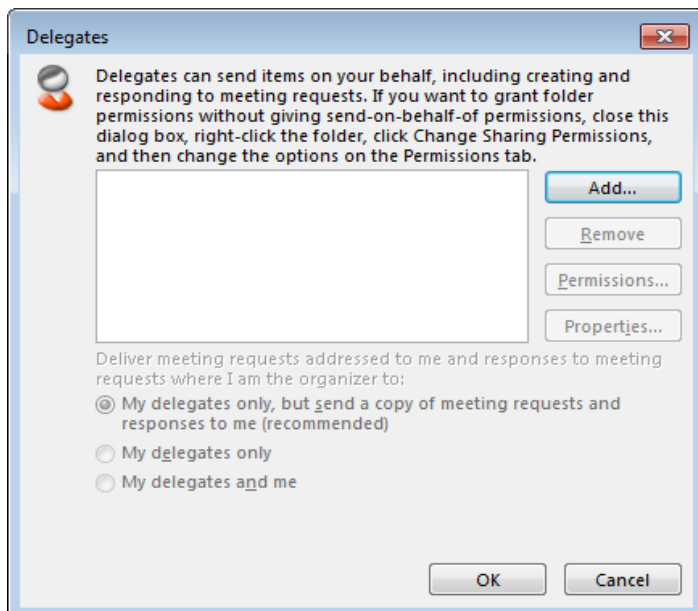 Delegates
Delegates can send items on your behalf, including creating and
responding to meeting requests. If you want to grant folder
permissions without giving send-on-behalf-of permissions, close this
dialog box, right-click the folder, click Change Sharing Permissions,
and then change the options on the Permissions tab.
Add...
Remove
Permissions...
Properties...
Deliver meeting requests addressed to me and responses to meeting
requests where I am the organizer to:
My delegates only, but send a copy of meeting requests and
responses to me (recommended)
My delegates only
My delegates and me
OK
Cancel